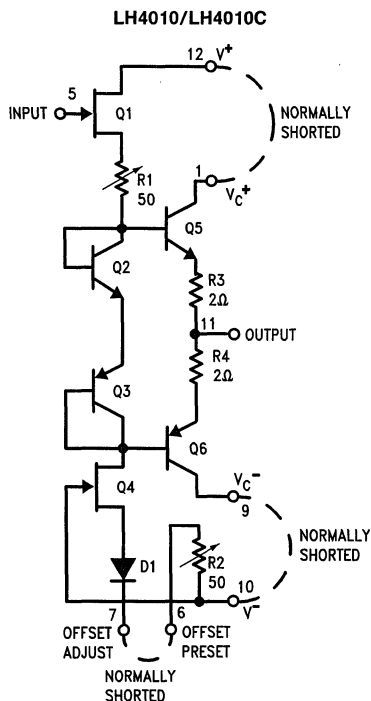 LH4010/LH4010C
12 V+
5
INPUT
Q1
NORMALLY
SHORTED
R1
50
1
VC+
Q5
Q2
R3
2Ω
11
OUTPUT
R4
2Ω
Q3
Q6
Q4
VC−
9
D1
NORMALLY
SHORTED
R2
50
10
V−
7
6
OFFSET
ADJUST
OFFSET
PRESET
NORMALLY
SHORTED